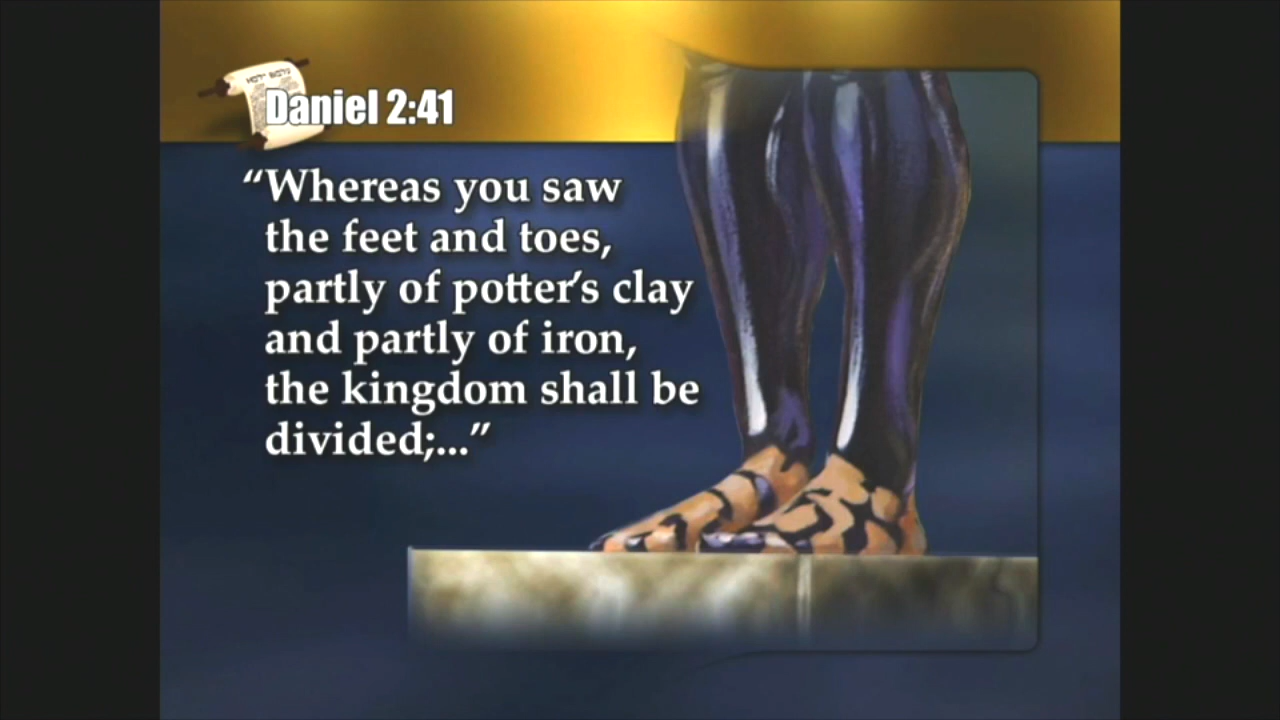 Daniel 2:41
“Whereas you saw
the feet and toes,
partly of potter’s clay
and partly of iron,
the kingdom shall be
divided;...”